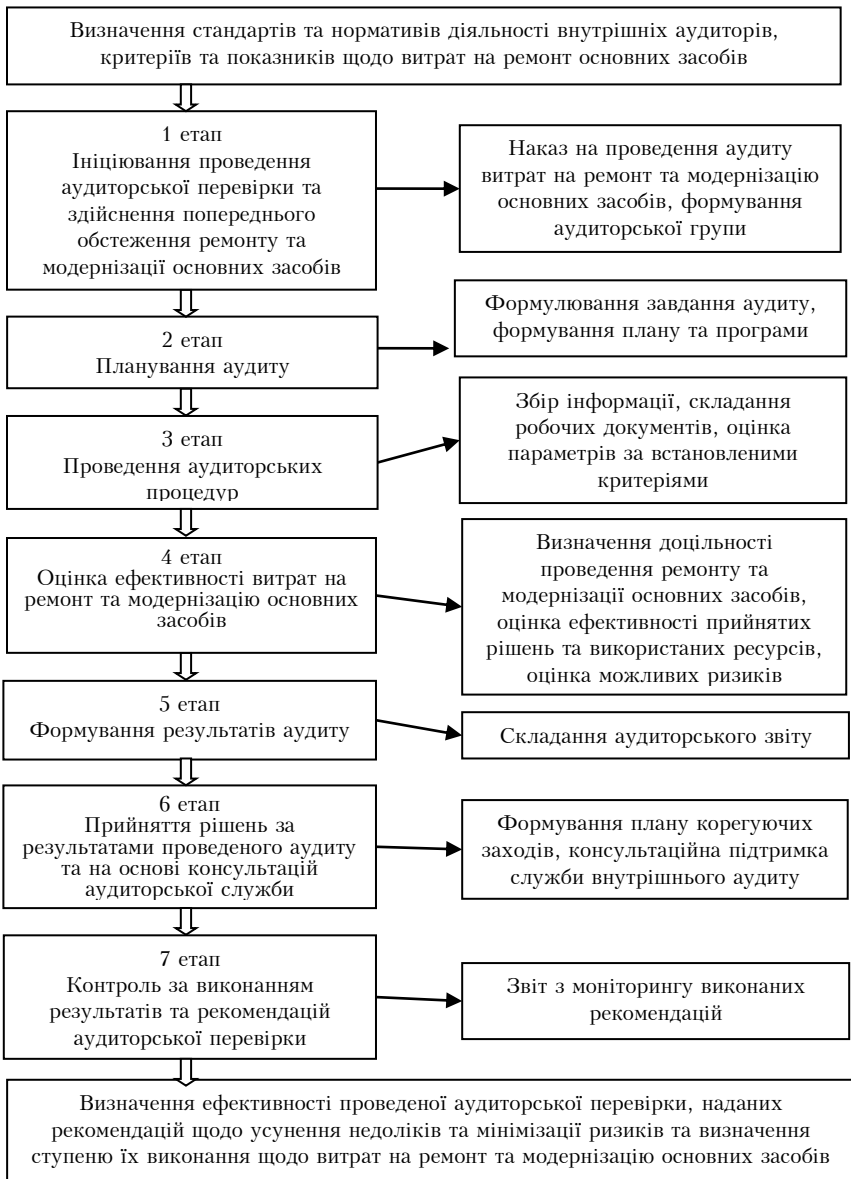 Визначення стандартів та нормативів діяльності внутрішніх аудиторів,
критеріїв та показників щодо витрат на ремонт основних засобів
1 етап
Ініціювання проведення
аудиторської перевірки та
здійснення попереднього
обстеження ремонту та
модернізації основних засобів
Наказ на проведення аудиту
витрат на ремонт та модернізацію
основних засобів, формування
аудиторської групи
2 етап
Планування аудиту
Формулювання завдання аудиту,
формування плану та програми
3 етап
Проведення аудиторських
процедур
Збір інформації, складання
робочих документів, оцінка
параметрів за встановленими
критеріями
4 етап
Оцінка ефективності витрат на
ремонт та модернізацію основних
засобів
Визначення доцільності
проведення ремонту та
модернізації основних засобів,
оцінка ефективності прийнятих
рішень та використаних ресурсів,
оцінка можливих ризиків
5 етап
Формування результатів аудиту
Складання аудиторського звіту
6 етап
Прийняття рішень за
результатами проведеного аудиту
та на основі консультацій
аудиторської служби
Формування плану корегуючих
заходів, консультаційна підтримка
служби внутрішнього аудиту
7 етап
Контроль за виконанням
результатів та рекомендацій
аудиторської перевірки
Звіт з моніторингу виконаних
рекомендацій
Визначення ефективності проведеної аудиторської перевірки, наданих
рекомендацій щодо усунення недоліків та мінімізації ризиків та визначення
ступеню їх виконання щодо витрат на ремонт та модернізацію основних засобів